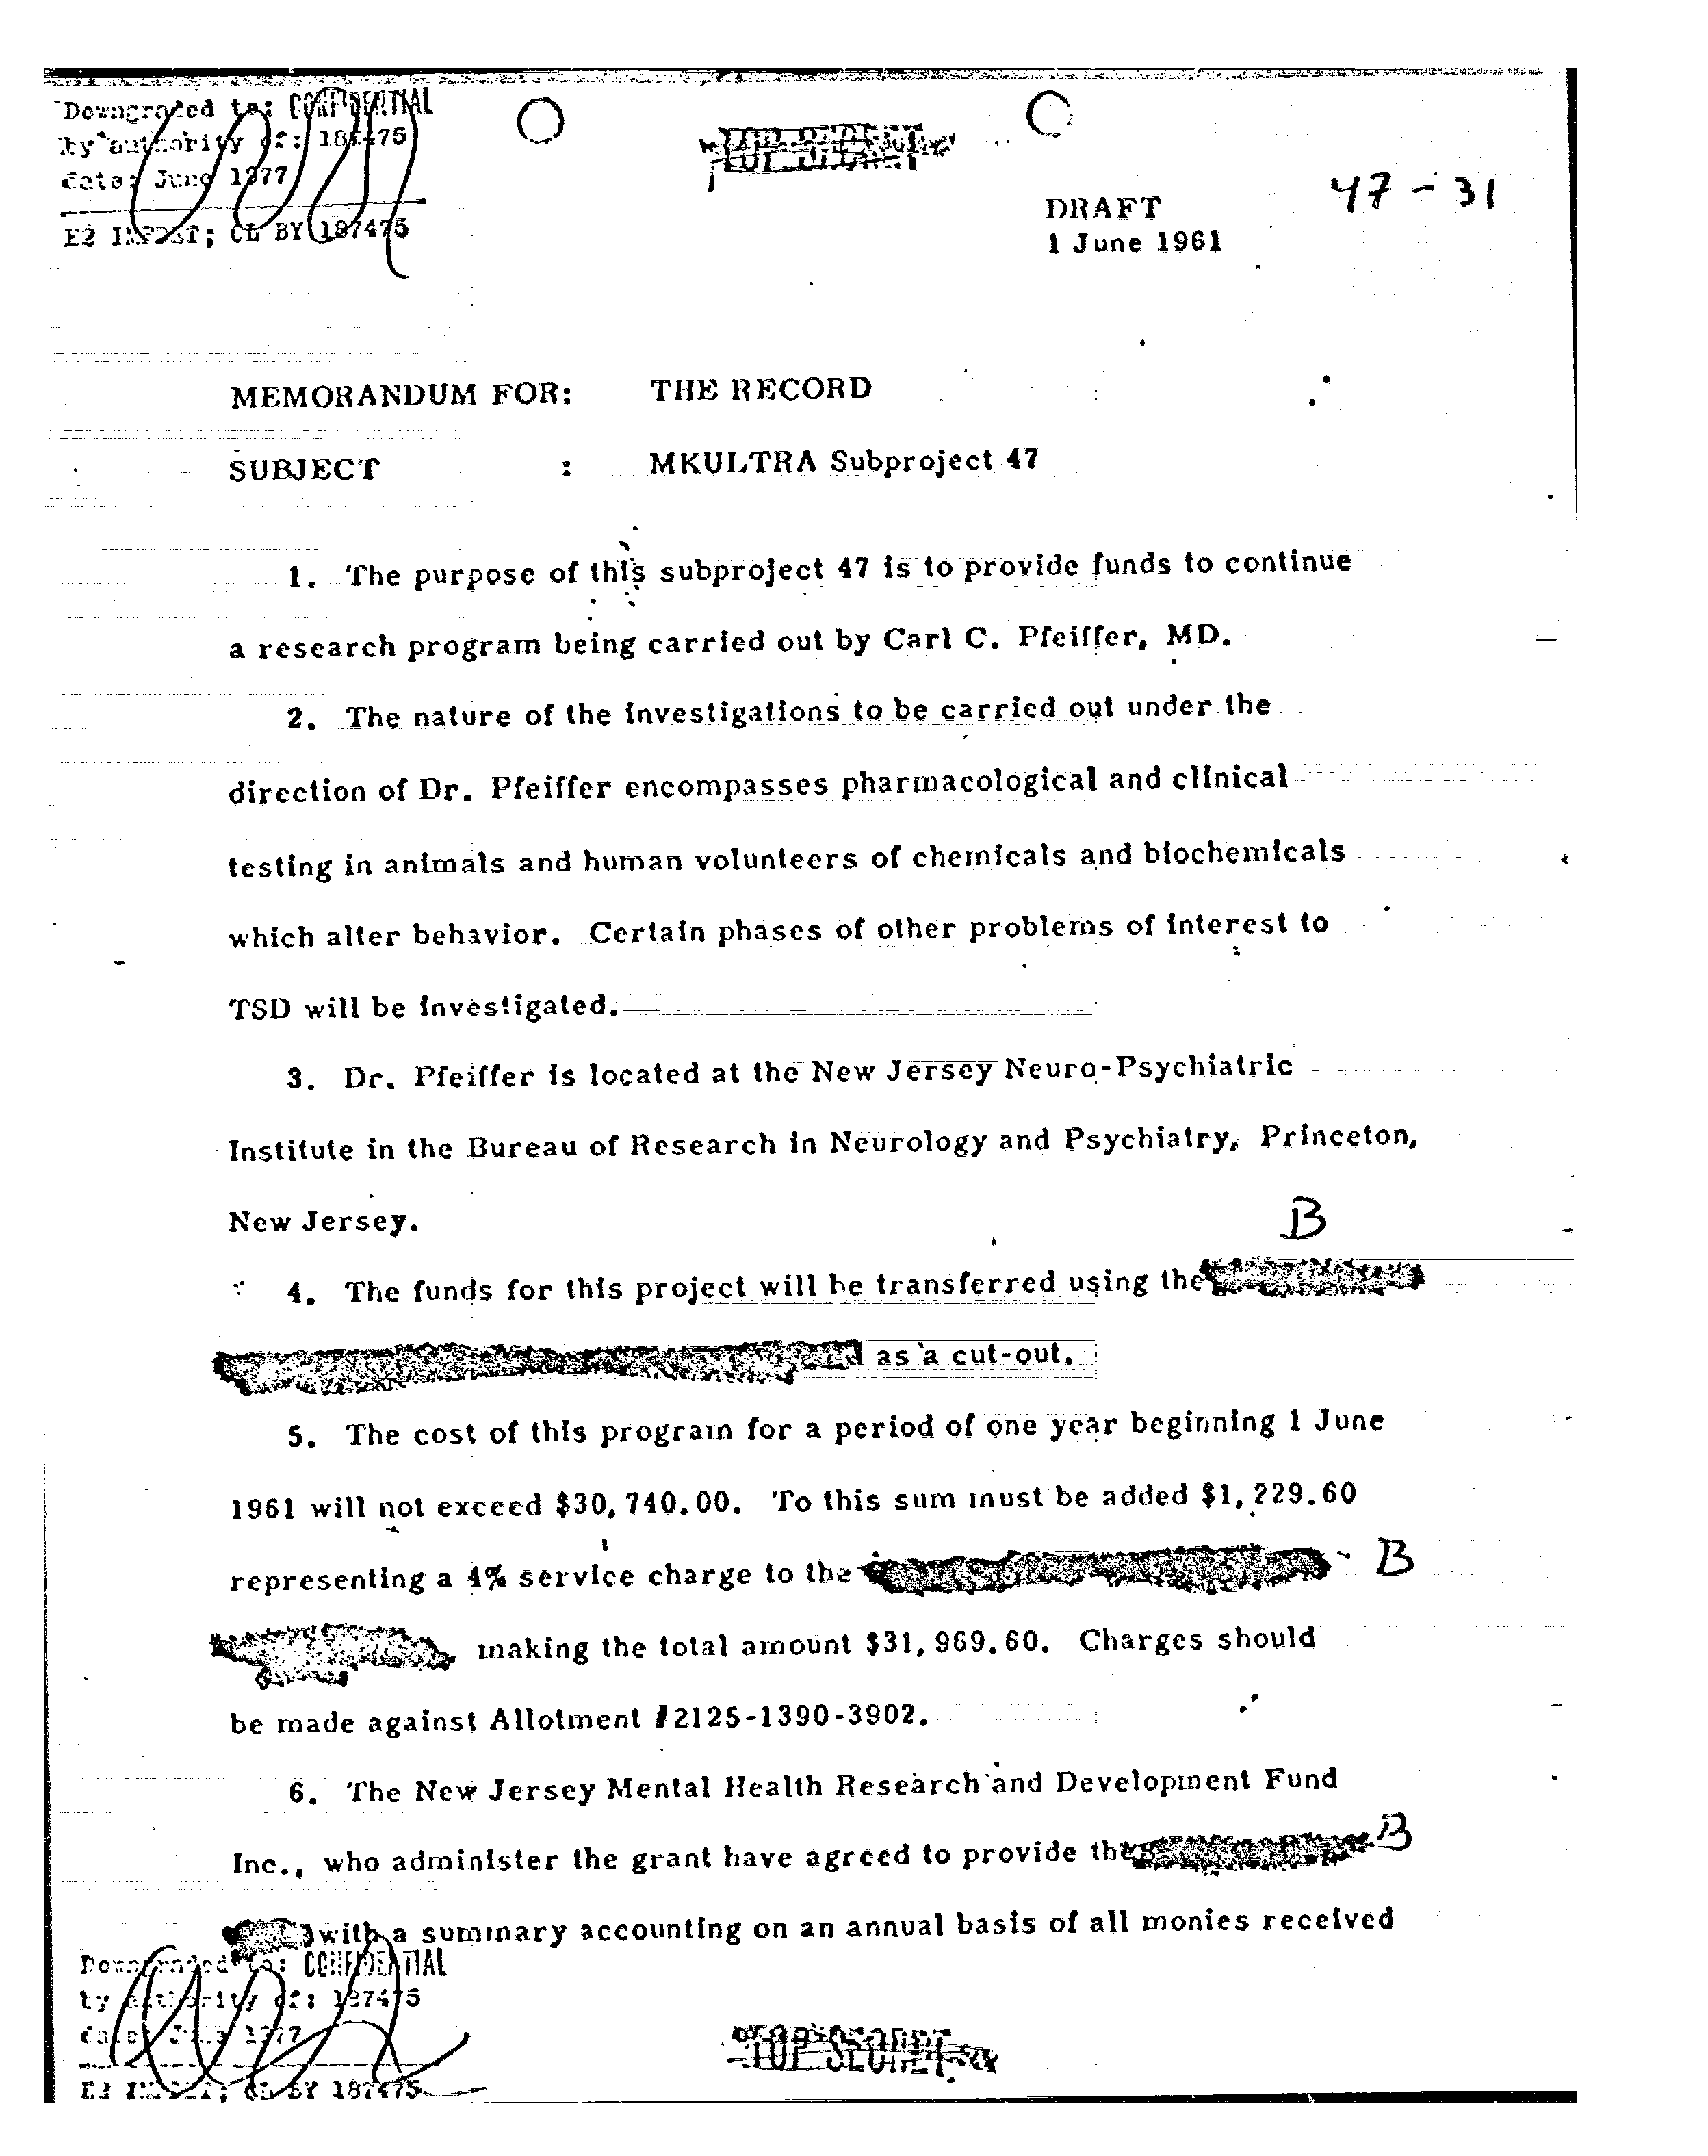 Downgraded to: CONFIDENTIAL
by authority of: 187475
date: June 1977
E2 IMPDET; CL BY 187475
TOP SECRET
47 - 31
DRAFT
1 June 1961
MEMORANDUM FOR: THE RECORD
SUBJECT : MKULTRA Subproject 47
1. The purpose of this subproject 47 is to provide funds to continue
a research program being carried out by Carl C. Pfeiffer, MD.
2. The nature of the investigations to be carried out under the
direction of Dr. Pfeiffer encompasses pharmacological and clinical
testing in animals and human volunteers of chemicals and biochemicals
which alter behavior. Certain phases of other problems of interest to
TSD will be investigated.
3. Dr. Pfeiffer is located at the New Jersey Neuro-Psychiatric
Institute in the Bureau of Research in Neurology and Psychiatry, Princeton,
New Jersey.
B
4. The funds for this project will be transferred using the
as a cut-out.
5. The cost of this program for a period of one year beginning 1 June
1961 will not exceed $30,740.00. To this sum must be added $1,229.60
representing a 4% service charge to the B
making the total amount $31,969.60. Charges should
be made against Allotment #2125-1390-3902.
6. The New Jersey Mental Health Research and Development Fund
Inc., who administer the grant have agreed to provide the B
with a summary accounting on an annual basis of all monies received
Downgraded to: CONFIDENTIAL
by authority of: 187475
date: June 1977
E2 IMPDET; CL BY 187475
TOP SECRET